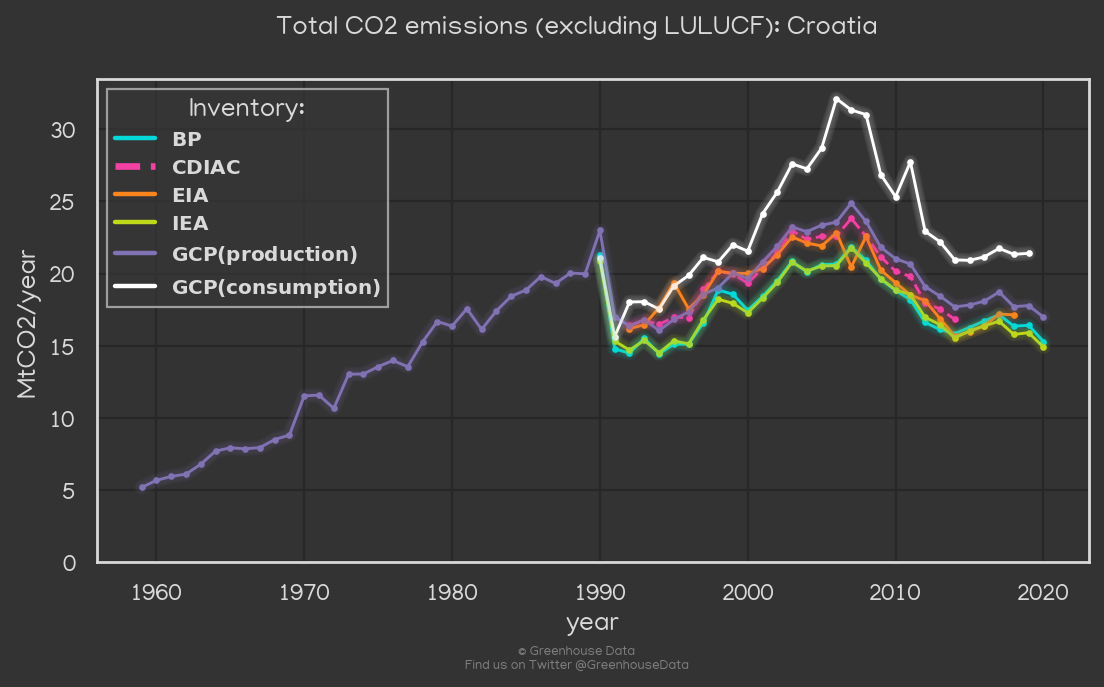 Total CO2 emissions (excluding LULUCF): Croatia
Inventory:
BP
CDIAC
EIA
IEA
GCP(production)
GCP(consumption)
MtCO2/year
30
25
20
15
10
5
0
1960 1970 1980 1990 2000 2010 2020
year
© Greenhouse Data
Find us on Twitter @GreenhouseData